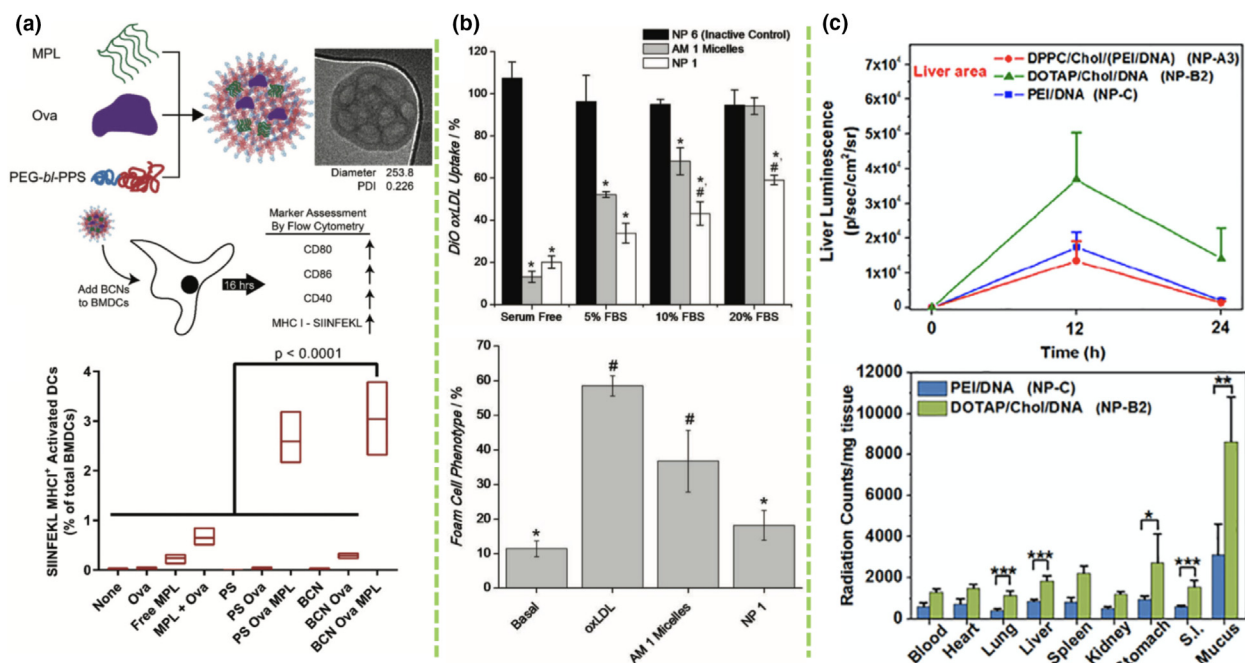 (a)
MPL
Ova
PEG-bl-PPS
Diameter 253.8
PDI 0.226
Add BCNs
to BMDCs
16 hrs
Marker Assessment
By Flow Cytometry
CD80
CD86
CD40
MHC I - SIINFEKL
p < 0.0001
SIINFEKL MHCI⁺ Activated DCs
(% of total BMDCs)
4
3
2
1
0
None
Ova
Free MPL
MPL + Ova
PS
PS Ova
PS Ova MPL
BCN
BCN Ova
BCN Ova MPL
(b)
NP 6 (Inactive Control)
AM 1 Micelles
NP 1
DiO oxLDL Uptake / %
120
100
80
60
40
20
0
* *
* *
* *, #
*, #
Serum Free 5% FBS 10% FBS 20% FBS
Foam Cell Phenotype / %
70
60
50
40
30
20
10
0
* # # *
Basal
oxLDL
AM 1 Micelles
NP 1
(c)
Liver area
DPPC/Chol/(PEI/DNA) (NP-A3)
DOTAP/Chol/DNA (NP-B2)
PEI/DNA (NP-C)
Liver Luminescence
(p/sec/cm²/sr)
7x10⁴
6x10⁴
5x10⁴
4x10⁴
3x10⁴
2x10⁴
1x10⁴
0
0 12 24
Time (h)
PEI/DNA (NP-C)
DOTAP/Chol/DNA (NP-B2)
Radiation Counts/mg tissue
12000
10000
8000
6000
4000
2000
0
*** *** * *** **
Blood
Heart
Lung
Liver
Spleen
Kidney
Stomach
S.I.
Mucus